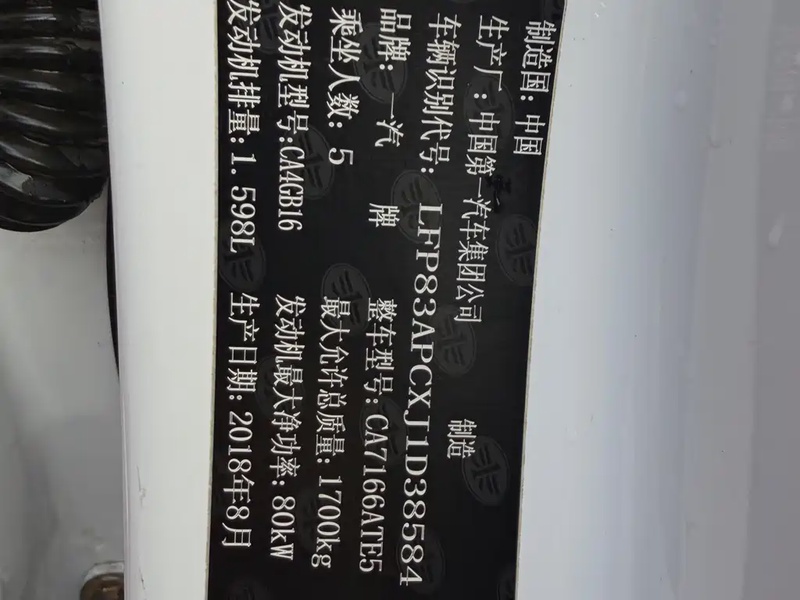 制造国: 中国
生产厂: 中国第一汽车集团公司 制造
车辆识别代号: LFP83APCXJ1D38584
品牌: 一汽 牌 整车型号: CA7166ATE5
乘坐人数: 5 最大允许总质量: 1700kg
发动机型号: CA4GB16 发动机最大净功率: 80kW
发动机排量: 1.598L 生产日期: 2018年8月